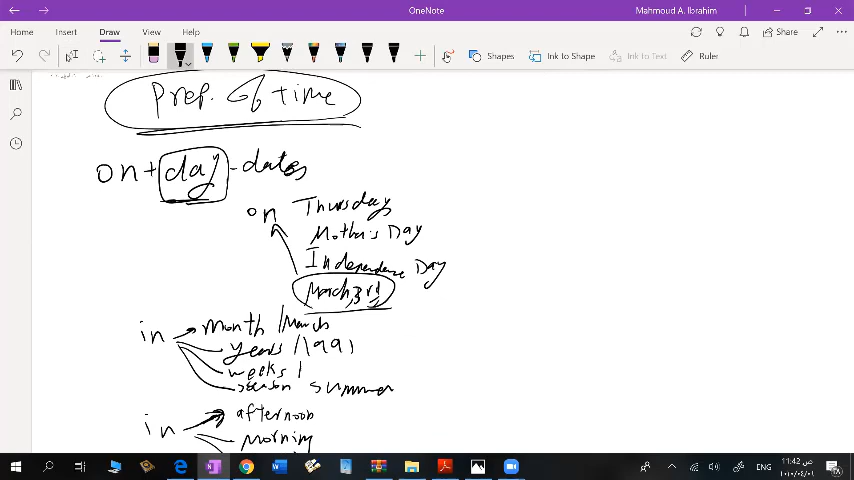 OneNote
Mahmoud A. Ibrahim
Home Insert Draw View Help
Share
Shapes Ink to Shape Ink to Text Ruler
Prep. of time
on + day - dates
on Thursday
Mother's Day
Independence Day
March, 3rd
in month / March
years / 1991
weeks /
season summer
in afternoon
morning
ENG
11:42 ص